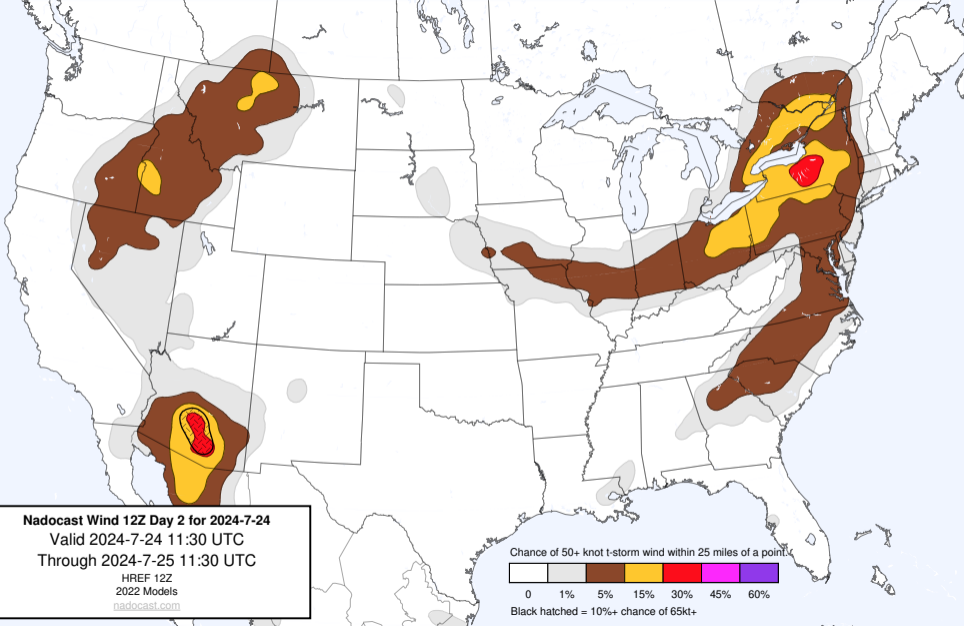 Nadocast Wind 12Z Day 2 for 2024-7-24
Valid 2024-7-24 11:30 UTC
Through 2024-7-25 11:30 UTC
HREF 12Z
2022 Models
nadocast.com
Chance of 50+ knot t-storm wind within 25 miles of a point.
0 1% 5% 15% 30% 45% 60%
Black hatched = 10%+ chance of 65kt+